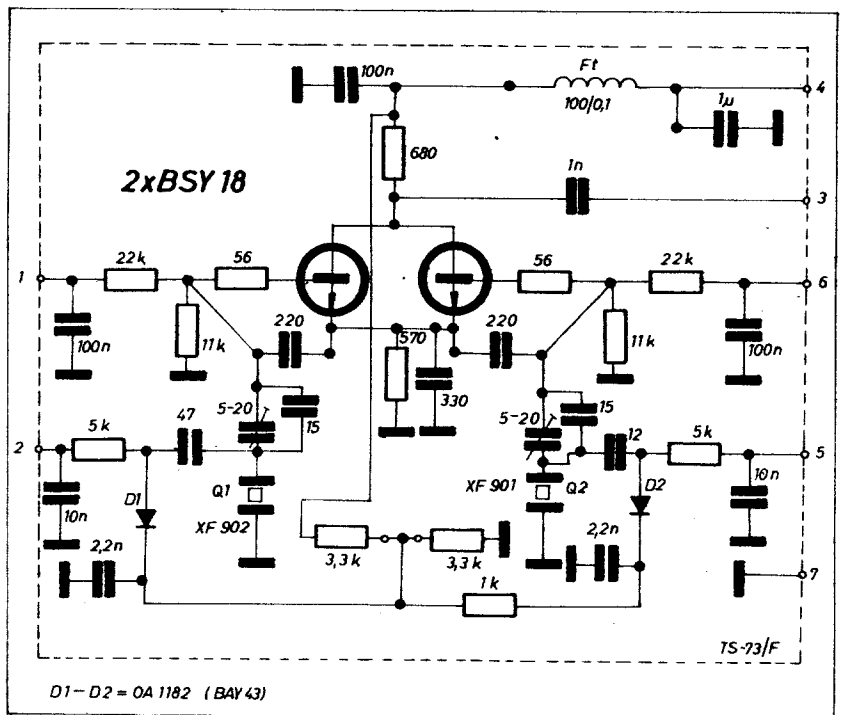 100n
Ft
100/0,1
4
1µ
680
2xBSY 18
1n
3
1
22k
56
56
22k
6
100n
11k
220
570
220
330
11k
100n
2
5k
47
5-20
15
5-20
15
12
5k
5
10n
D1
Q1
XF 902
XF 901
Q2
D2
10n
2,2n
3,3k
3,3k
2,2n
7
1k
TS-73/F
D1-D2 = OA 1182 (BAY 43)